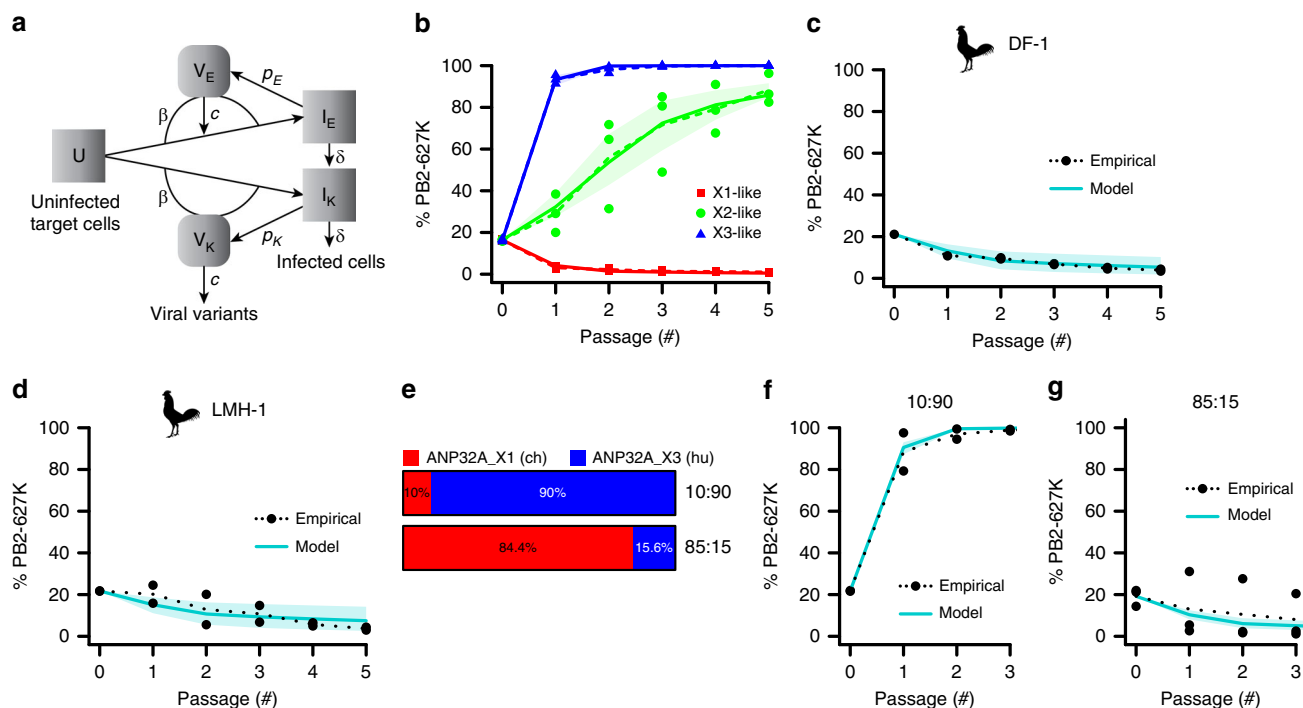 a
V_E
p_E
β
c
I_E
U
δ
Uninfected
target cells
β
I_K
V_K
p_K
δ
c
Infected cells
Viral variants
b
% PB2-627K
100
80
60
40
20
0
X1-like
X2-like
X3-like
0 1 2 3 4 5
Passage (#)
c
DF-1
% PB2-627K
100
80
60
40
20
0
Empirical
Model
0 1 2 3 4 5
Passage (#)
d
LMH-1
% PB2-627K
100
80
60
40
20
0
Empirical
Model
0 1 2 3 4 5
Passage (#)
e
ANP32A_X1 (ch) ANP32A_X3 (hu)
10% 90% 10:90
84.4% 15.6% 85:15
f
10:90
% PB2-627K
100
80
60
40
20
0
Empirical
Model
0 1 2 3
Passage (#)
g
85:15
% PB2-627K
100
80
60
40
20
0
Empirical
Model
0 1 2 3
Passage (#)